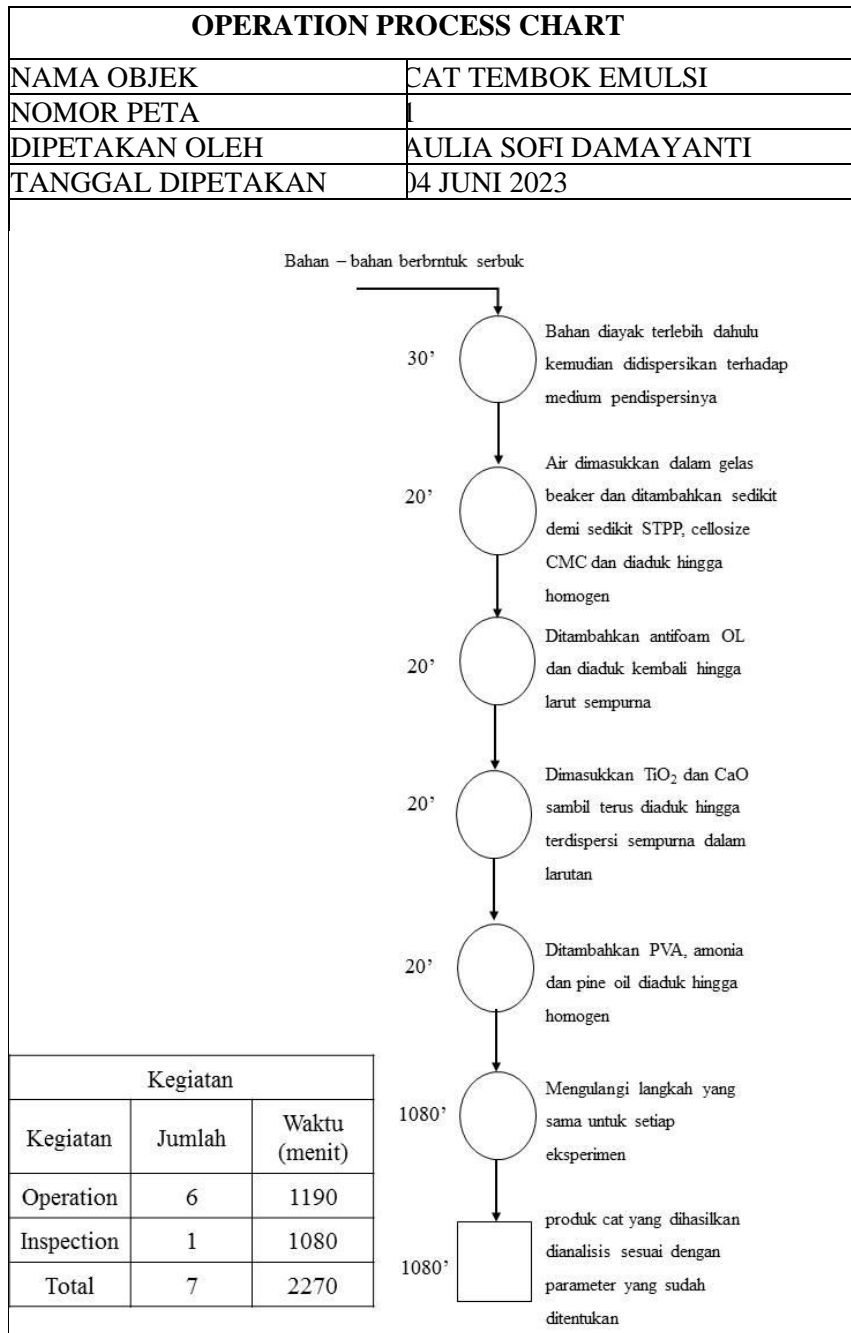 OPERATION PROCESS CHART
NAMA OBJEK CAT TEMBOK EMULSI
NOMOR PETA 1
DIPETAKAN OLEH AULIA SOFI DAMAYANTI
TANGGAL DIPETAKAN 04 JUNI 2023
Bahan – bahan berbrntuk serbuk
30’
Bahan diayak terlebih dahulu
kemudian didispersikan terhadap
medium pendispersinya
20’
Air dimasukkan dalam gelas
beaker dan ditambahkan sedikit
demi sedikit STPP, cellosize
CMC dan diaduk hingga
homogen
20’
Ditambahkan antifoam OL
dan diaduk kembali hingga
larut sempurna
20’
Dimasukkan TiO₂ dan CaO
sambil terus diaduk hingga
terdispersi sempurna dalam
larutan
20’
Ditambahkan PVA, amonia
dan pine oil diaduk hingga
homogen
1080’
Mengulangi langkah yang
sama untuk setiap
eksperimen
1080’
produk cat yang dihasilkan
dianalisis sesuai dengan
parameter yang sudah
ditentukan
Kegiatan
Kegiatan Jumlah Waktu
(menit)
Operation 6 1190
Inspection 1 1080
Total 7 2270